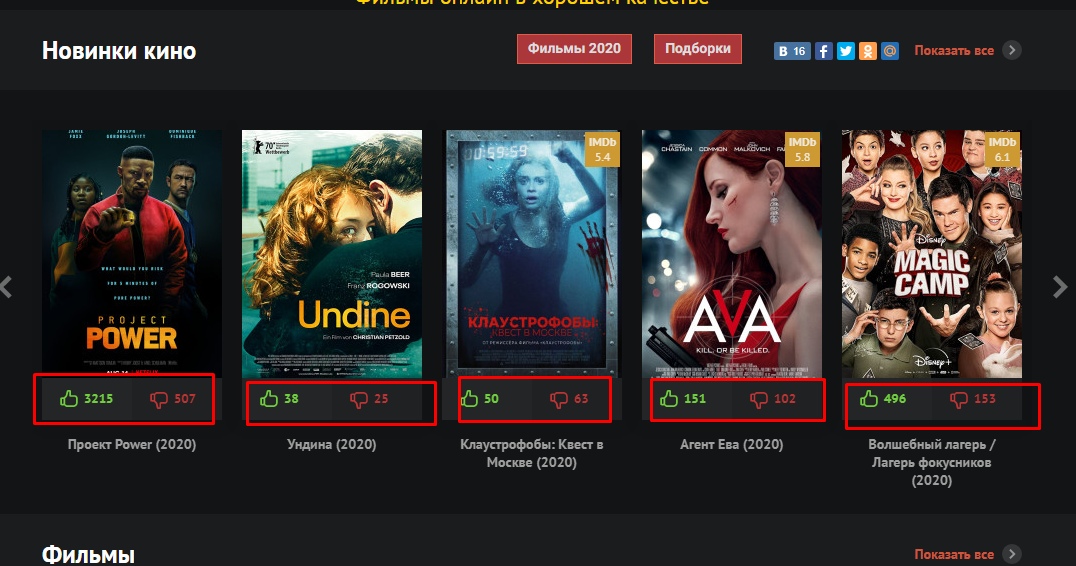 Фильмы онлайн в хорошем качестве
Новинки кино
Фильмы 2020
Подборки
B 16
Показать все
JAMIE FOXX
JOSEPH GORDON-LEVITT
DOMINIQUE FISHBACK
WHAT WOULD YOU RISK
FOR 5 MINUTES OF
PURE POWER?
PROJECT
POWER
3215
507
Проект Power (2020)
70
Wettbewerb
Paula BEER
Franz ROGOWSKI
Undine
Ein Film von CHRISTIAN PETZOLD
38
25
Ундина (2020)
00:59:59
IMDb
5.4
КЛАУСТРОФОБЫ:
КВЕСТ В МОСКВЕ
ОТ РЕЖИССЕРА ФИЛЬМА «КЛАУСТРОФОБЫ»
50
63
Клаустрофобы: Квест в
Москве (2020)
CHASTAIN
COMMON
MALKOVICH
IMDb
5.8
AVA
KILL. OR BE KILLED.
151
102
Агент Ева (2020)
IMDb
6.1
Disney
MAGIC
CAMP
Disney+
496
153
Волшебный лагерь /
Лагерь фокусников
(2020)
Фильмы
Показать все